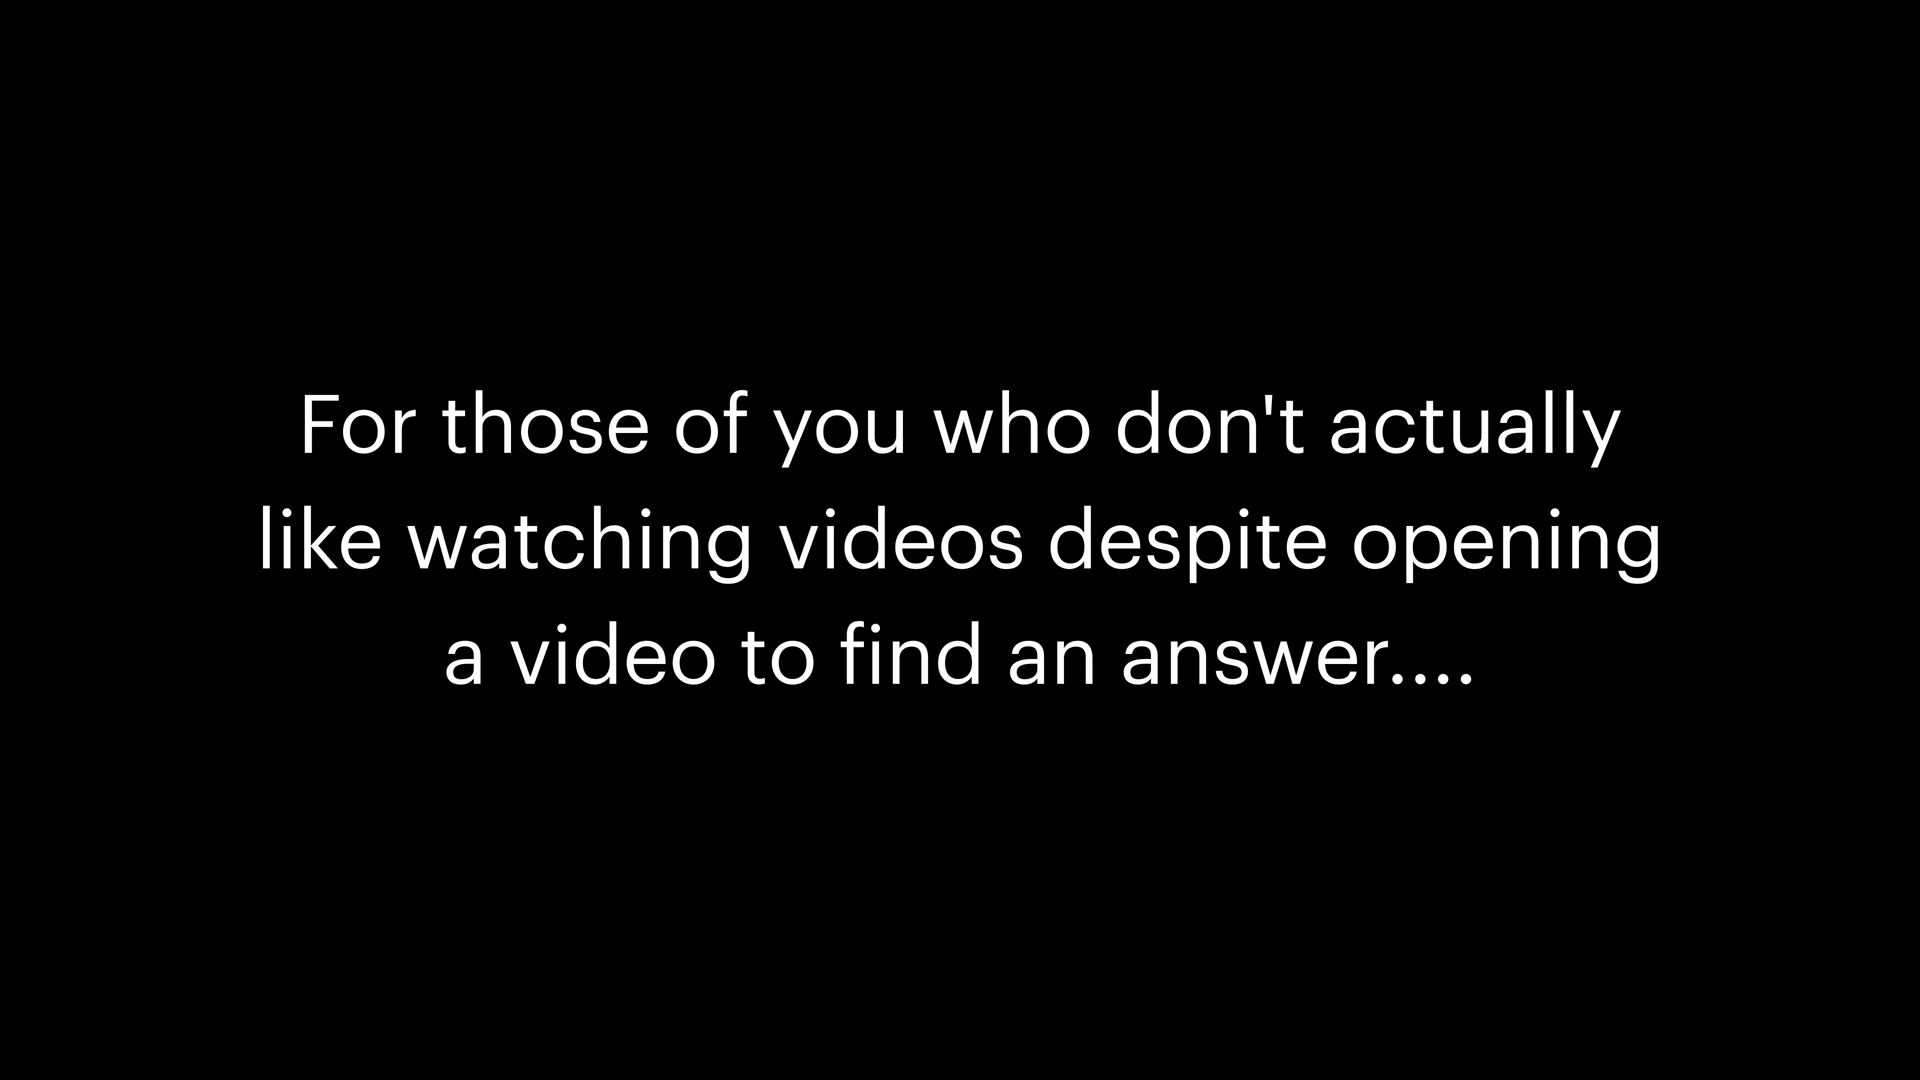 For those of you who don't actually
like watching videos despite opening
a video to find an answer....